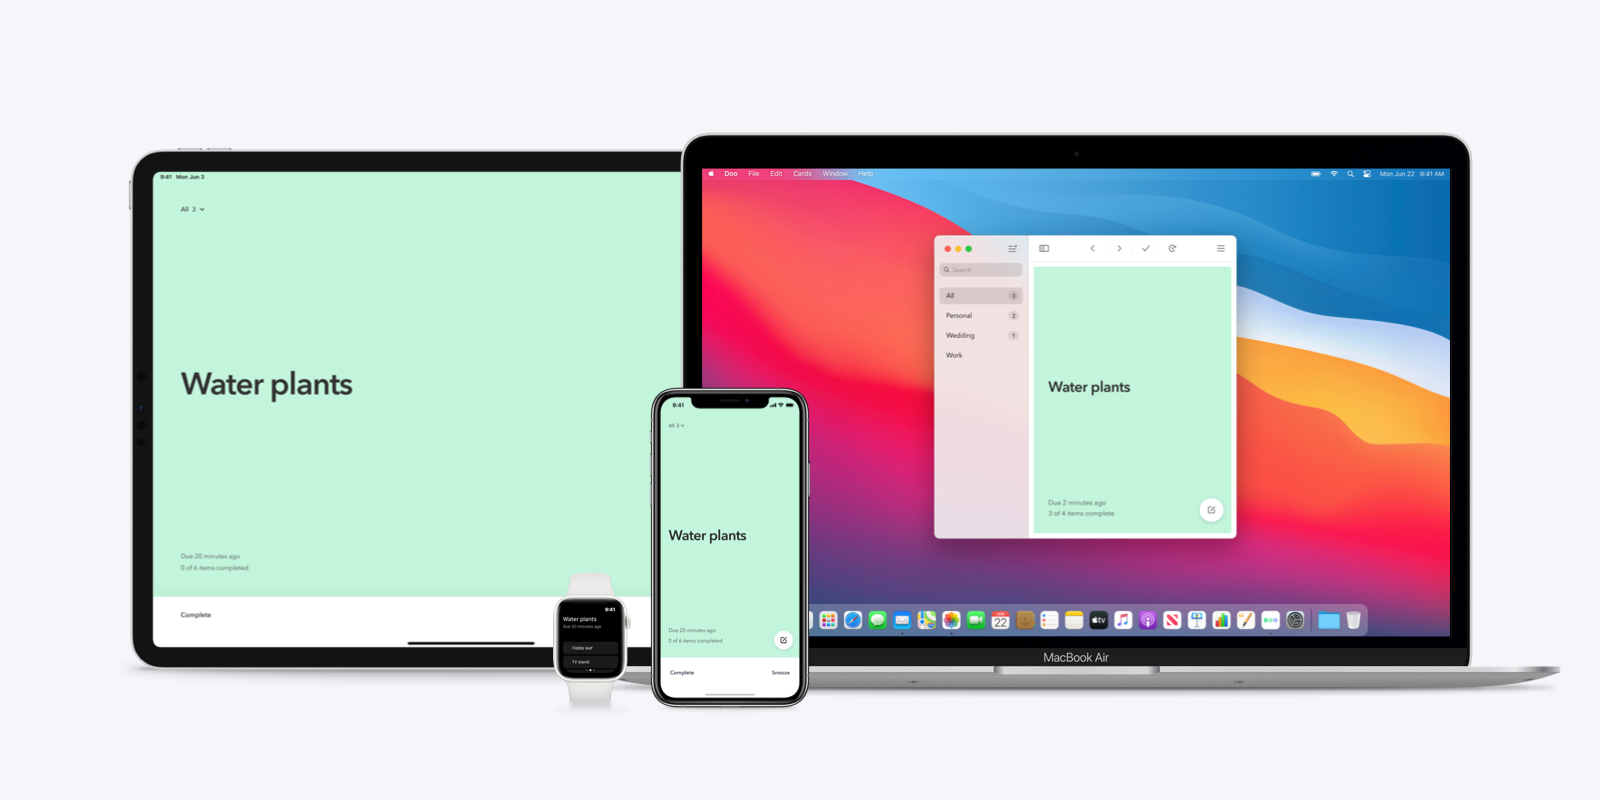 9:41 Mon Jun 3
All 3
Water plants
Due 20 minutes ago
0 of 6 items completed
Complete
9:41
Water plants
Due 20 minutes ago
Fiddle leaf
TV stand
9:41
All 3
Water plants
Due 20 minutes ago
0 of 6 items completed
Complete Snooze
Doo File Edit Cards Window Help Mon Jun 22 9:41 AM
Search
All 3
Personal 2
Wedding 1
Work
Water plants
Due 2 minutes ago
3 of 4 items complete
22
tv
MacBook Air